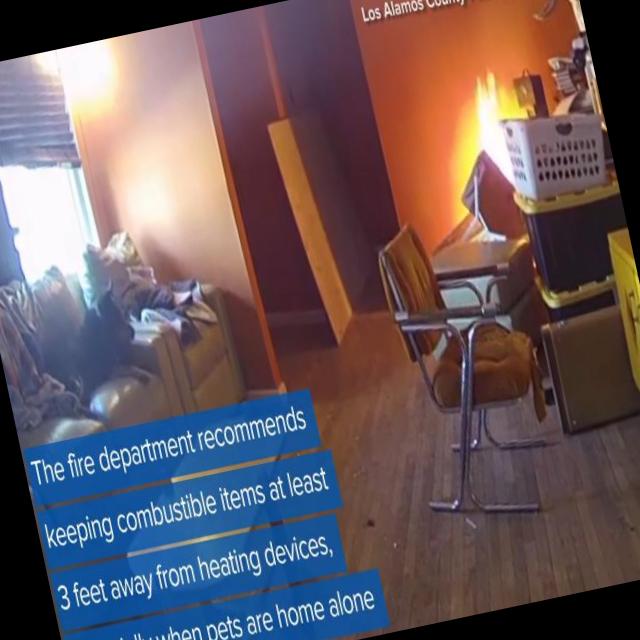 Los Alamos County
The fire department recommends
keeping combustible items at least
3 feet away from heating devices,
when pets are home alone